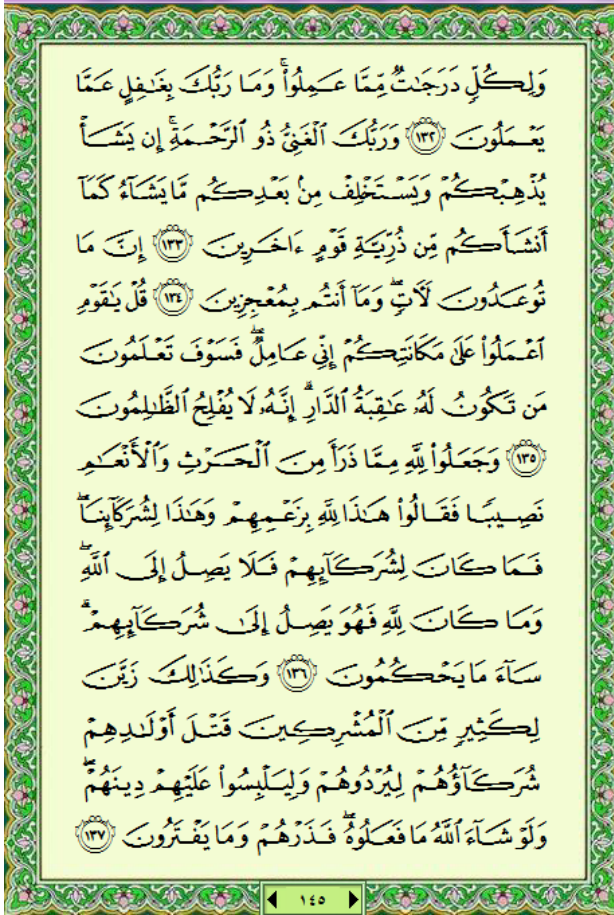 وَلِكُلٍّ دَرَجَٰتٌ مِّمَّا عَمِلُوا۟ ۚ وَمَا رَبُّكَ بِغَٰفِلٍ عَمَّا
يَعْمَلُونَ ﴿١٣٢﴾ وَرَبُّكَ ٱلْغَنِىُّ ذُو ٱلرَّحْمَةِ ۚ إِن يَشَأْ
يُذْهِبْكُمْ وَيَسْتَخْلِفْ مِنۢ بَعْدِكُم مَّا يَشَآءُ كَمَآ
أَنشَأَكُم مِّن ذُرِّيَّةِ قَوْمٍ ءَاخَرِينَ ﴿١٣٣﴾ إِنَّ مَا
تُوعَدُونَ لَءَاتٍ ۖ وَمَآ أَنتُم بِمُعْجِزِينَ ﴿١٣٤﴾ قُلْ يَٰقَوْمِ
ٱعْمَلُوا۟ عَلَىٰ مَكَانَتِكُمْ إِنِّى عَامِلٌ ۖ فَسَوْفَ تَعْلَمُونَ
مَن تَكُونُ لَهُۥ عَٰقِبَةُ ٱلدَّارِ ۗ إِنَّهُۥ لَا يُفْلِحُ ٱلظَّٰلِمُونَ
﴿١٣٥﴾ وَجَعَلُوا۟ لِلَّهِ مِمَّا ذَرَأَ مِنَ ٱلْحَرْثِ وَٱلْأَنْعَٰمِ
نَصِيبًا فَقَالُوا۟ هَٰذَا لِلَّهِ بِزَعْمِهِمْ وَهَٰذَا لِشُرَكَآئِنَا ۖ
فَمَا كَانَ لِشُرَكَآئِهِمْ فَلَا يَصِلُ إِلَى ٱللَّهِ ۖ
وَمَا كَانَ لِلَّهِ فَهُوَ يَصِلُ إِلَىٰ شُرَكَآئِهِمْ ۗ
سَآءَ مَا يَحْكُمُونَ ﴿١٣٦﴾ وَكَذَٰلِكَ زَيَّنَ
لِكَثِيرٍ مِّنَ ٱلْمُشْرِكِينَ قَتْلَ أَوْلَٰدِهِمْ
شُرَكَآؤُهُمْ لِيُرْدُوهُمْ وَلِيَلْبِسُوا۟ عَلَيْهِمْ دِينَهُمْ ۖ
وَلَوْ شَآءَ ٱللَّهُ مَا فَعَلُوهُ ۖ فَذَرْهُمْ وَمَا يَفْتَرُونَ ﴿١٣٧﴾
١٤٥